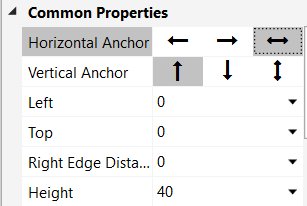 Common Properties
Horizontal Anchor
Vertical Anchor
Left 0
Top 0
Right Edge Dista... 0
Height 40